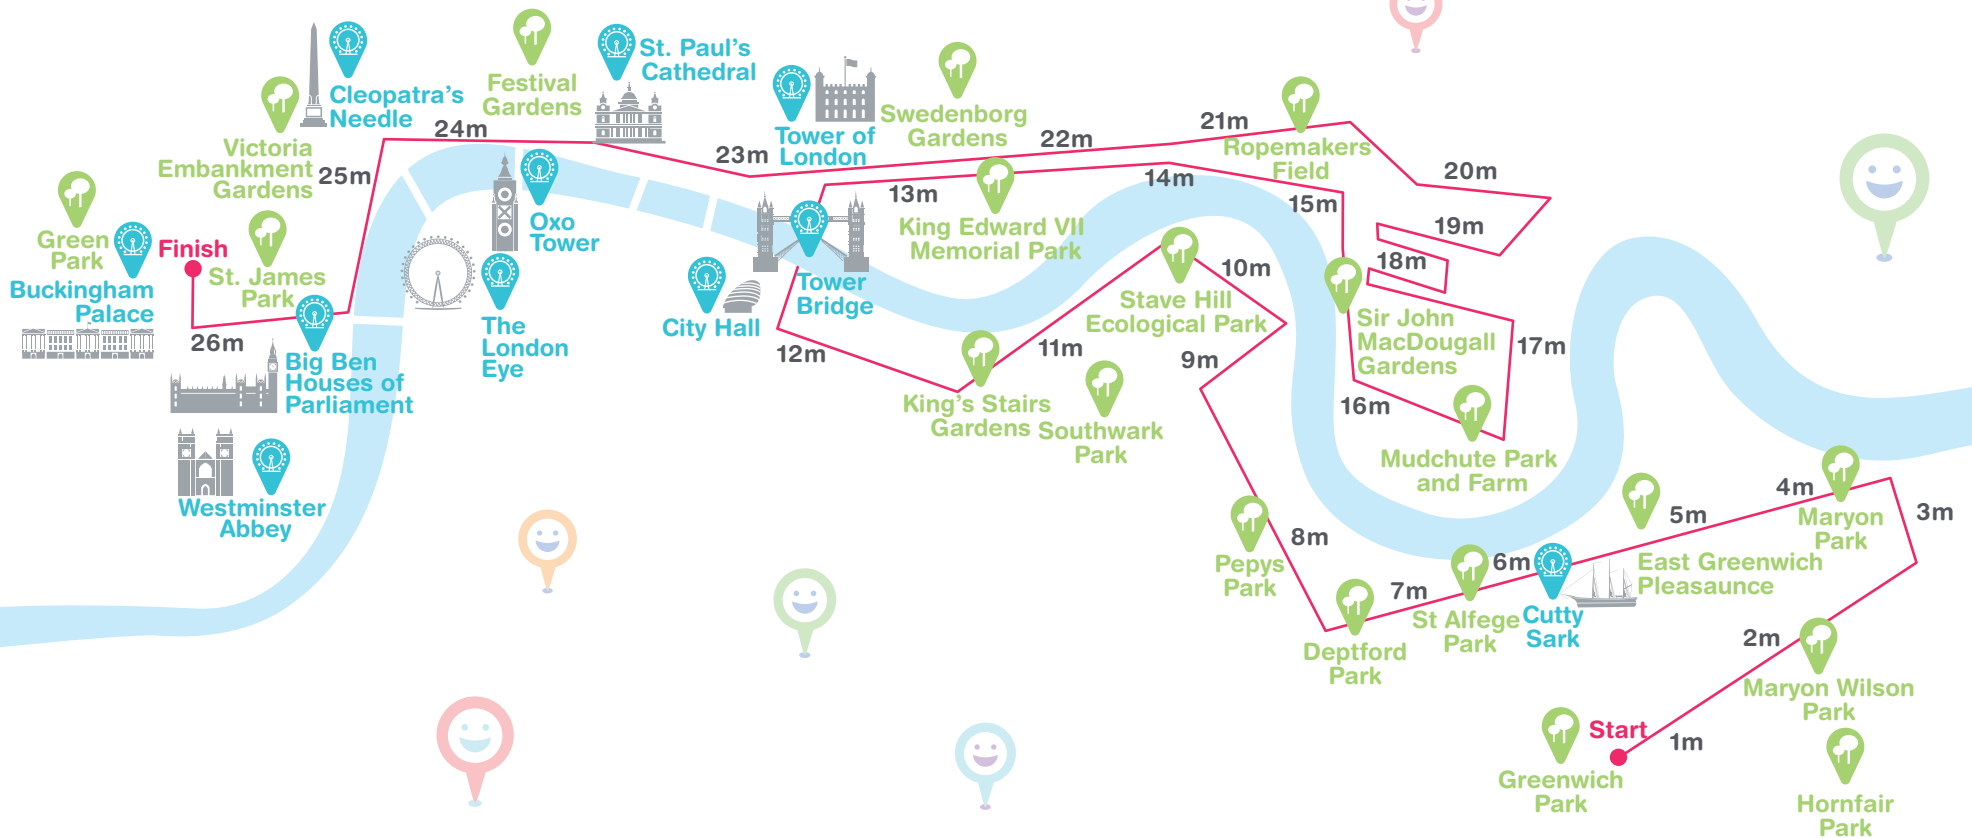 Cleopatra's
Needle
Festival
Gardens
St. Paul's
Cathedral
Tower of
London
Swedenborg
Gardens
Ropemakers
Field
Victoria
Embankment
Gardens
Green
Park
Buckingham
Palace
Finish
St. James
Park
Big Ben
Houses of
Parliament
Westminster
Abbey
Oxo
Tower
The
London
Eye
City Hall
Tower
Bridge
King Edward VII
Memorial Park
Stave Hill
Ecological Park
King's Stairs
Gardens
Southwark
Park
Sir John
MacDougall
Gardens
Mudchute Park
and Farm
Pepys
Park
Deptford
Park
St Alfege
Park
Cutty
Sark
East Greenwich
Pleasaunce
Maryon
Park
Maryon Wilson
Park
Start
Greenwich
Park
Hornfair
Park
1m
2m
3m
4m
5m
6m
7m
8m
9m
10m
11m
12m
13m
14m
15m
16m
17m
18m
19m
20m
21m
22m
23m
24m
25m
26m